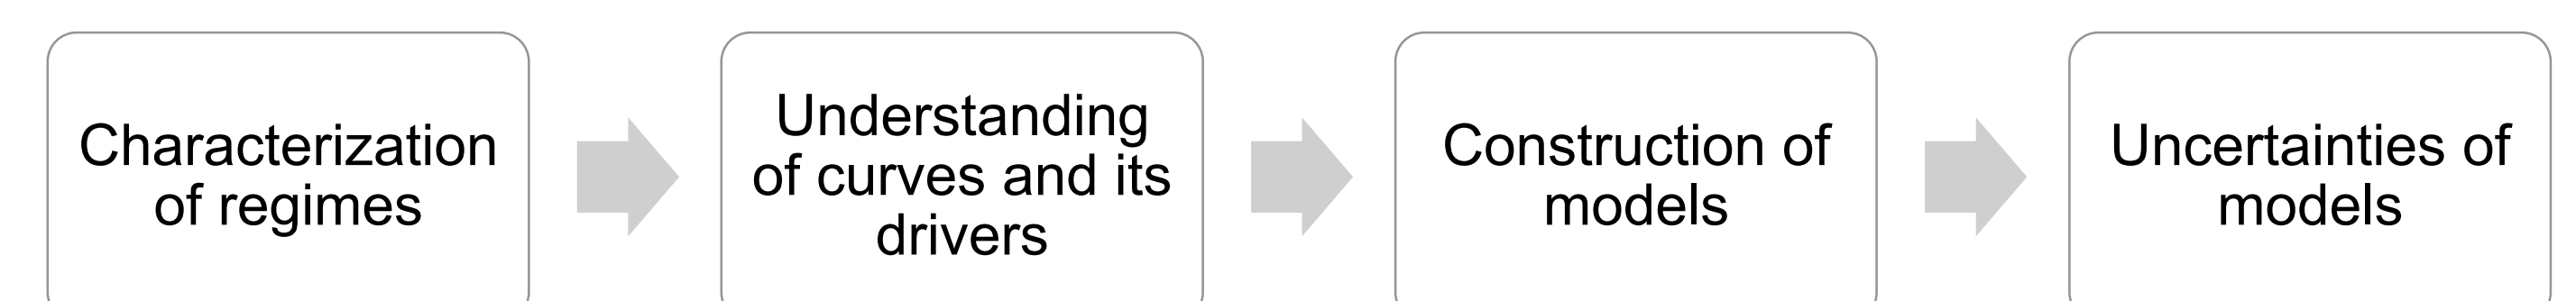 Characterization
of regimes
Understanding
of curves and its
drivers
Construction of
models
Uncertainties of
models